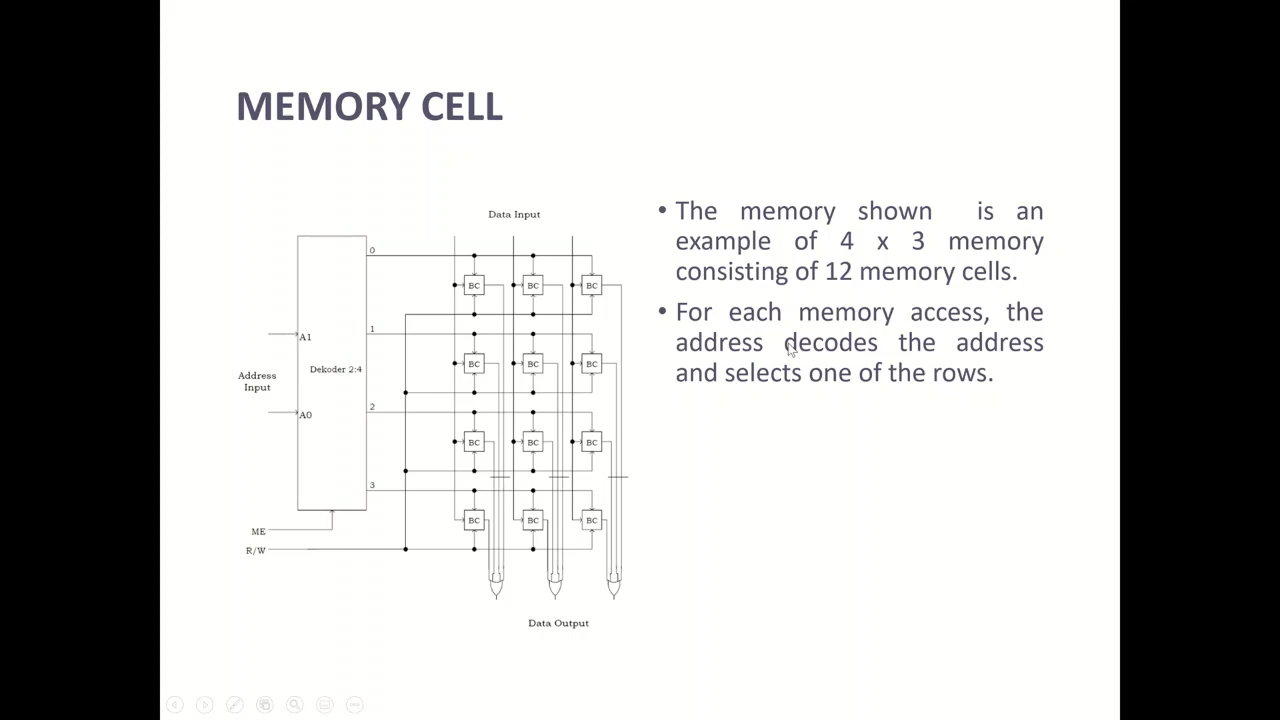 MEMORY CELL
Data Input
0
BC BC BC
1
A1
BC BC BC
Dekoder 2:4
Address
Input
2
A0
BC BC BC
3
BC BC BC
ME
R/W
Data Output
• The memory shown is an
example of 4 x 3 memory
consisting of 12 memory cells.
• For each memory access, the
address decodes the address
and selects one of the rows.